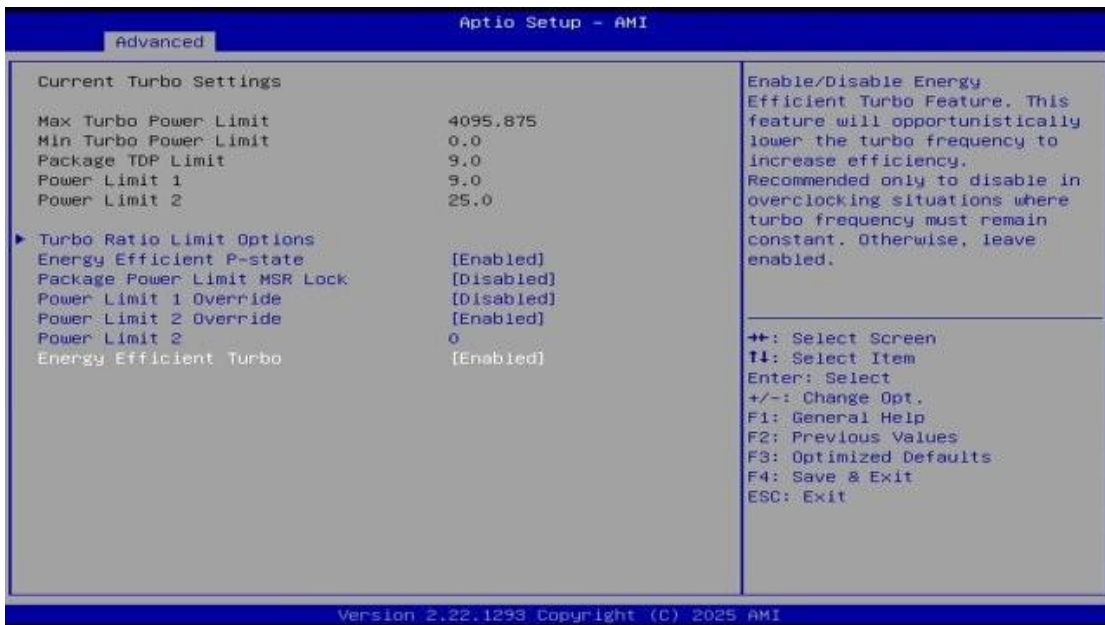 Aptio Setup - AMI
Advanced
Current Turbo Settings
Max Turbo Power Limit 4095.875
Min Turbo Power Limit 0.0
Package TDP Limit 9.0
Power Limit 1 9.0
Power Limit 2 25.0
Turbo Ratio Limit Options
Energy Efficient P-state [Enabled]
Package Power Limit MSR Lock [Disabled]
Power Limit 1 Override [Disabled]
Power Limit 2 Override [Enabled]
Power Limit 2 0
Energy Efficient Turbo [Enabled]
Enable/Disable Energy
Efficient Turbo Feature. This
feature will opportunistically
lower the turbo frequency to
increase efficiency.
Recommended only to disable in
overclocking situations where
turbo frequency must remain
constant. Otherwise, leave
enabled.
→←: Select Screen
↑↓: Select Item
Enter: Select
+/-: Change Opt.
F1: General Help
F2: Previous Values
F3: Optimized Defaults
F4: Save & Exit
ESC: Exit
Version 2.22.1293 Copyright (C) 2025 AMI